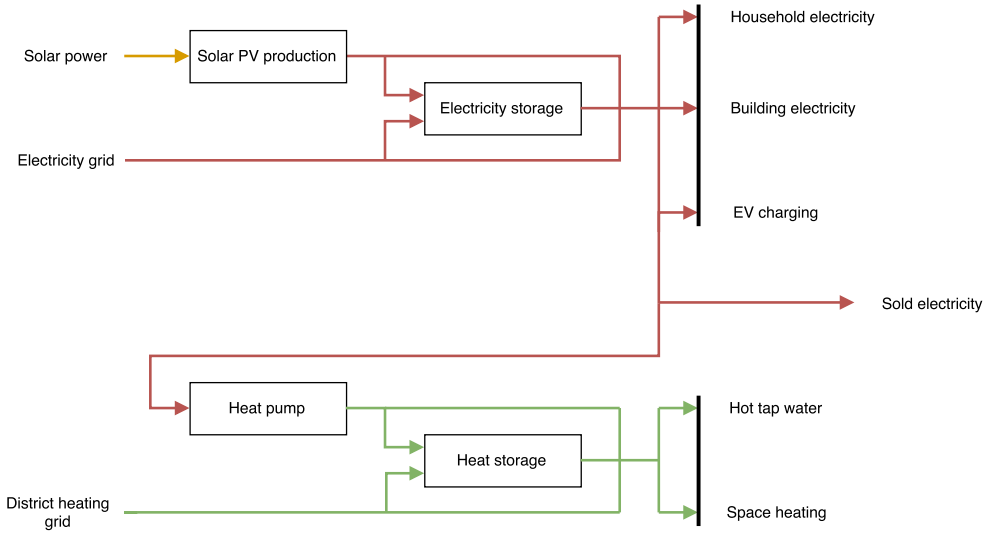 Household electricity
Solar power
Solar PV production
Electricity storage
Building electricity
Electricity grid
EV charging
Sold electricity
Heat pump
Hot tap water
Heat storage
District heating
grid
Space heating